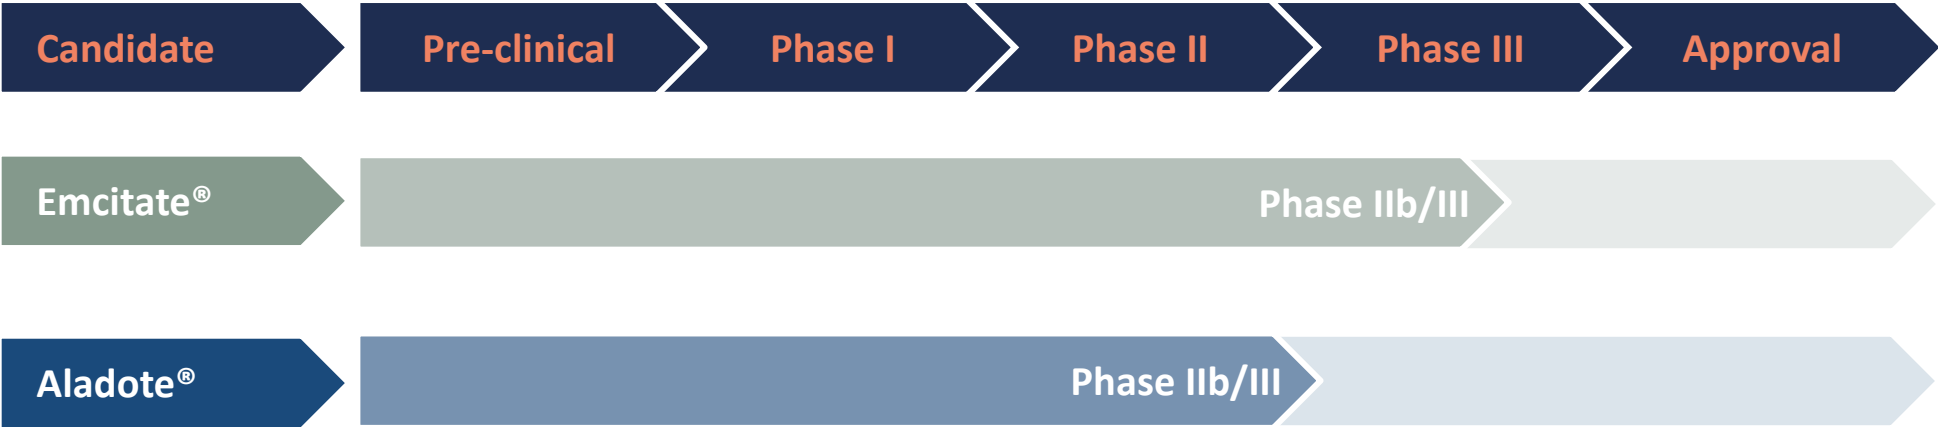 Candidate Pre-clinical Phase I Phase II Phase III Approval
Emcitate® Phase IIb/III
Aladote® Phase IIb/III